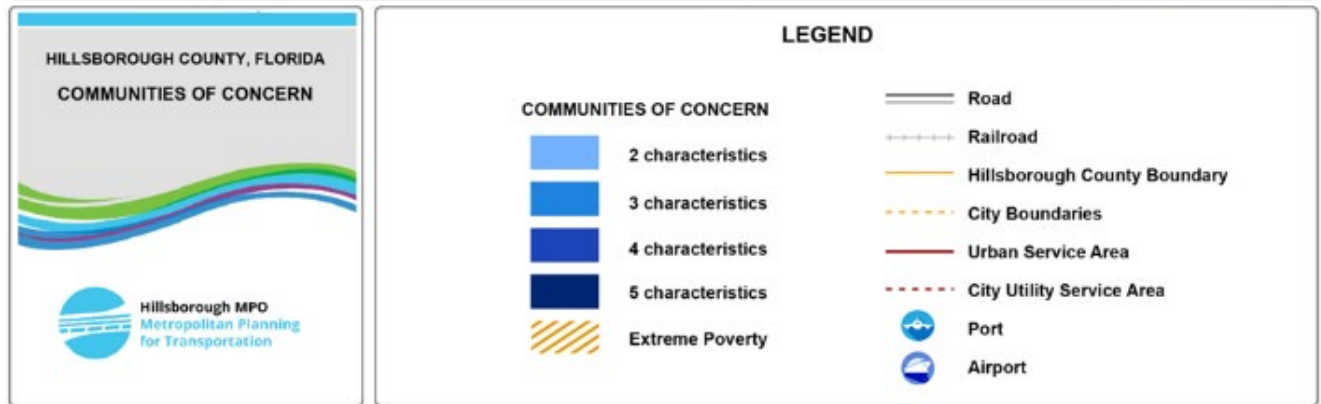 HILLSBOROUGH COUNTY, FLORIDA
COMMUNITIES OF CONCERN
Hillsborough MPO
Metropolitan Planning
for Transportation
LEGEND
COMMUNITIES OF CONCERN
2 characteristics
3 characteristics
4 characteristics
5 characteristics
Extreme Poverty
Road
Railroad
Hillsborough County Boundary
City Boundaries
Urban Service Area
City Utility Service Area
Port
Airport